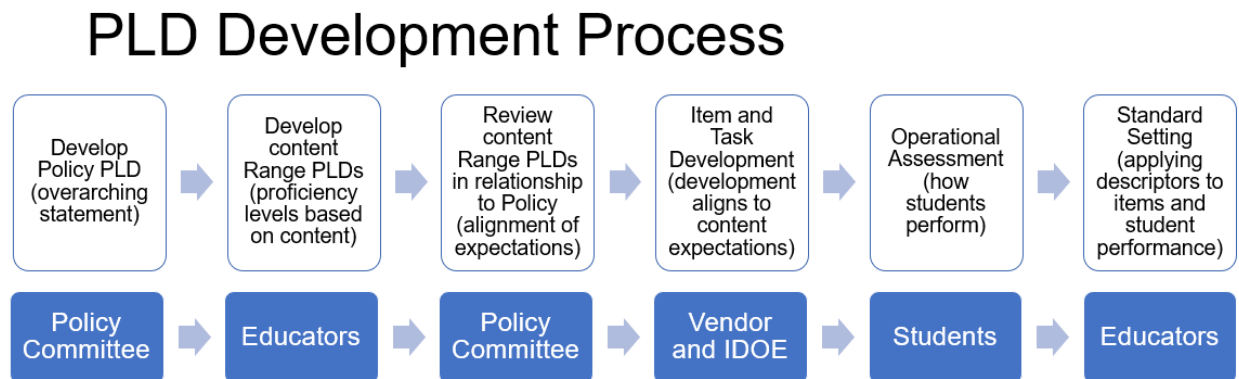 PLD Development Process
Develop
Policy PLD
(overarching
statement)
Develop
content
Range PLDs
(proficiency
levels based
on content)
Review
content
Range PLDs
in relationship
to Policy
(alignment of
expectations)
Item and
Task
Development
(development
aligns to
content
expectations)
Operational
Assessment
(how
students
perform)
Standard
Setting
(applying
descriptors to
items and
student
performance)
Policy
Committee
Educators
Policy
Committee
Vendor
and IDOE
Students
Educators